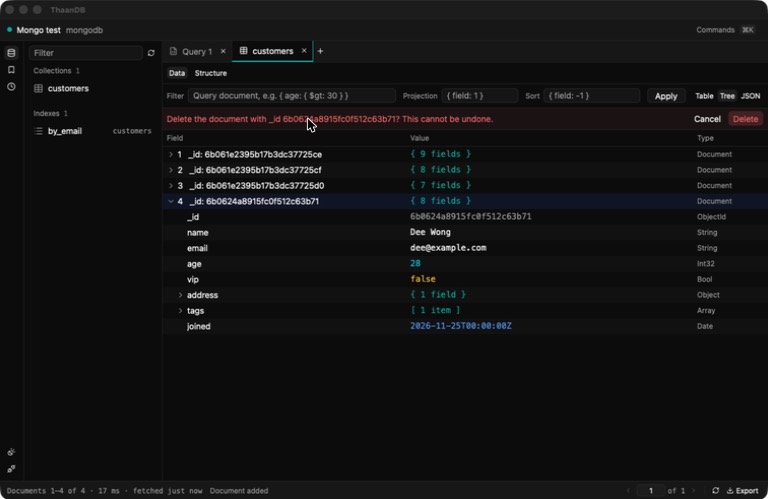 ThaanDB
Mongo test mongodb
Commands ⌘K
Filter
Collections 1
customers
Indexes 1
by_email customers
Query 1 × customers × +
Data Structure
Filter Query document, e.g. { age: { $gt: 30 } } Projection { field: 1 } Sort { field: -1 } Apply Table Tree JSON
Delete the document with _id 6b0624a8915fc0f512c63b71? This cannot be undone. Cancel Delete
Field Value Type
1 _id: 6b061e2395b17b3dc37725ce { 9 fields } Document
2 _id: 6b061e2395b17b3dc37725cf { 8 fields } Document
3 _id: 6b061e2395b17b3dc37725d0 { 7 fields } Document
4 _id: 6b0624a8915fc0f512c63b71 { 8 fields } Document
_id 6b0624a8915fc0f512c63b71 ObjectId
name Dee Wong String
email dee@example.com String
age 28 Int32
vip false Bool
address { 1 field } Object
tags [ 1 item ] Array
joined 2026-11-25T00:00:00Z Date
Documents 1–4 of 4 · 17 ms · fetched just now Document added
1 of 1 Export